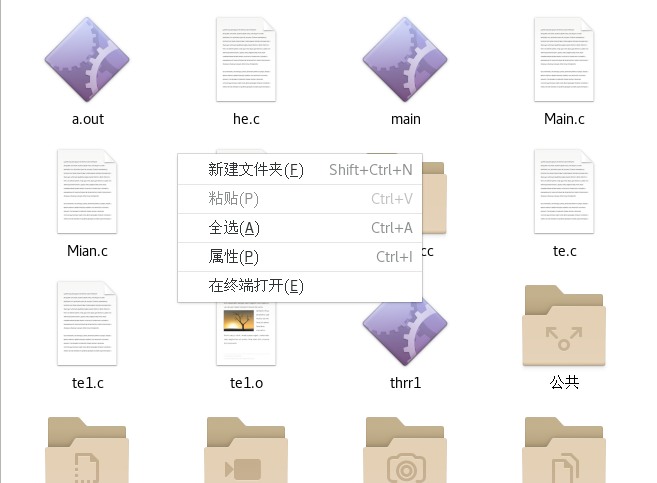 a.out
he.c
main
Main.c
新建文件夹(F) Shift+Ctrl+N
粘贴(P) Ctrl+V
全选(A) Ctrl+A
属性(P) Ctrl+I
在终端打开(E)
Mian.c
cc
te.c
te1.c
te1.o
thrr1
公共